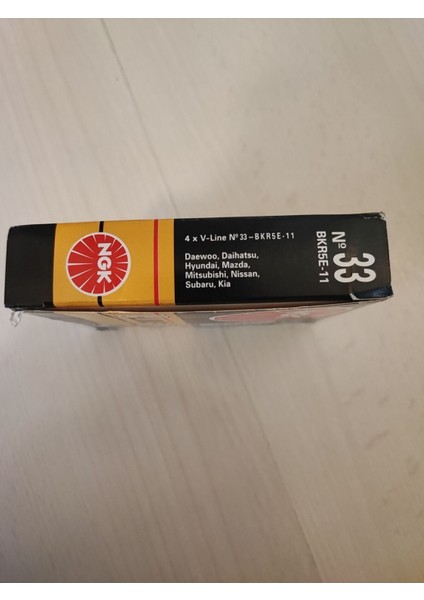 NGK
4 x V-Line Nº 33-BKR5E-11
Daewoo, Daihatsu,
Hyundai, Mazda,
Mitsubishi, Nissan,
Subaru, Kia
Nº 33
BKR5E-11